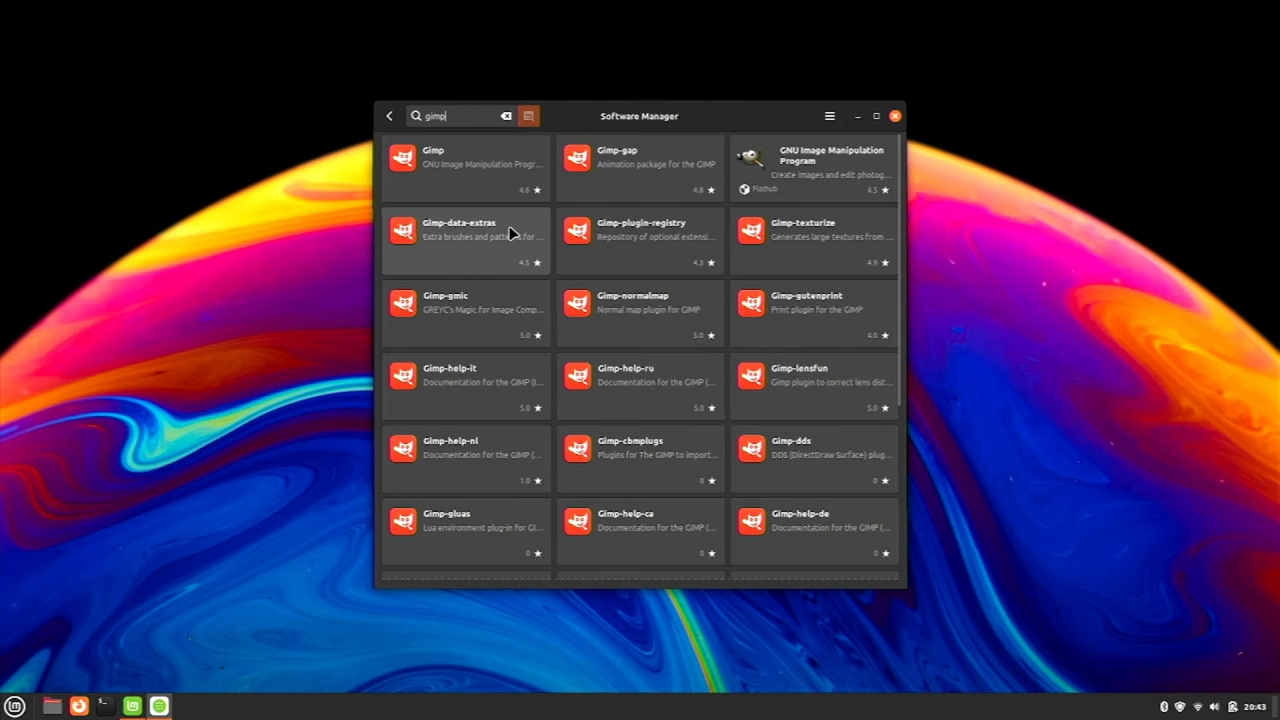 gimp
Software Manager
Gimp
GNU Image Manipulation Progr...
4.6 ★
Gimp-gap
Animation package for the GIMP
4.8 ★
GNU Image Manipulation
Program
Create images and edit photog...
Flathub
4.5 ★
Gimp-data-extras
Extra brushes and patterns for ...
4.5 ★
Gimp-plugin-registry
Repository of optional extensi...
4.3 ★
Gimp-texturize
Generates large textures from ...
4.9 ★
Gimp-gmic
GREYC's Magic for Image Comp...
5.0 ★
Gimp-normalmap
Normal map plugin for GIMP
5.0 ★
Gimp-gutenprint
Print plugin for the GIMP
4.0 ★
Gimp-help-it
Documentation for the GIMP (I...
5.0 ★
Gimp-help-ru
Documentation for the GIMP (...
5.0 ★
Gimp-lensfun
Gimp plugin to correct lens dist...
5.0 ★
Gimp-help-nl
Documentation for the GIMP (...
1.0 ★
Gimp-cbmplugs
Plugins for The GIMP to import...
0 ★
Gimp-dds
DDS (DirectDraw Surface) plug...
0 ★
Gimp-gluas
Lua environment plug-in for Gi...
0 ★
Gimp-help-ca
Documentation for the GIMP (...
0 ★
Gimp-help-de
Documentation for the GIMP (...
0 ★
20:43